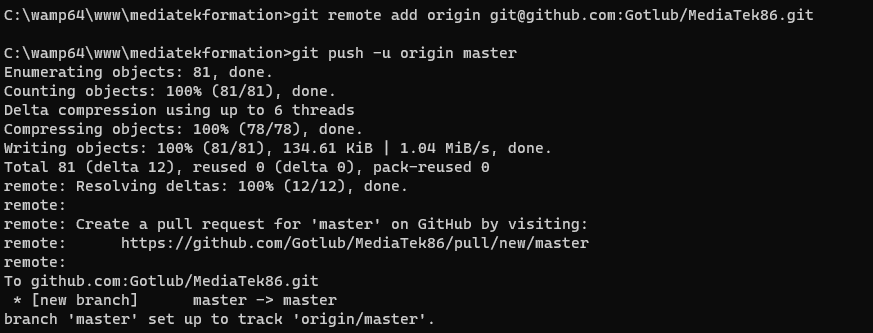 C:\wamp64\www\mediatekformation>git remote add origin git@github.com:Gotlub/MediaTek86.git
C:\wamp64\www\mediatekformation>git push -u origin master
Enumerating objects: 81, done.
Counting objects: 100% (81/81), done.
Delta compression using up to 6 threads
Compressing objects: 100% (78/78), done.
Writing objects: 100% (81/81), 134.61 KiB | 1.04 MiB/s, done.
Total 81 (delta 12), reused 0 (delta 0), pack-reused 0
remote: Resolving deltas: 100% (12/12), done.
remote:
remote: Create a pull request for 'master' on GitHub by visiting:
remote:      https://github.com/Gotlub/MediaTek86/pull/new/master
remote:
To github.com:Gotlub/MediaTek86.git
 * [new branch]      master -> master
branch 'master' set up to track 'origin/master'.